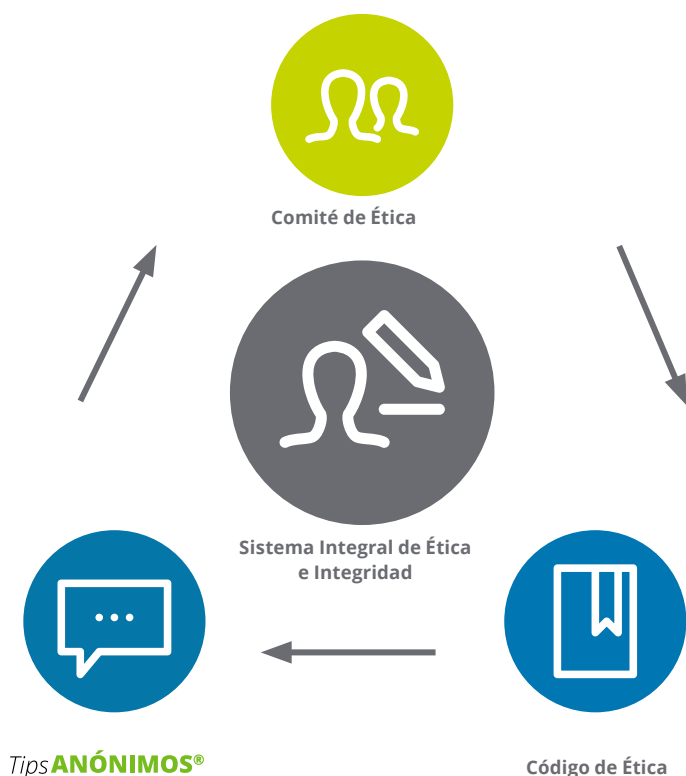 Comité de Ética
Sistema Integral de Ética
e Integridad
Tips ANÓNIMOS®
Código de Ética